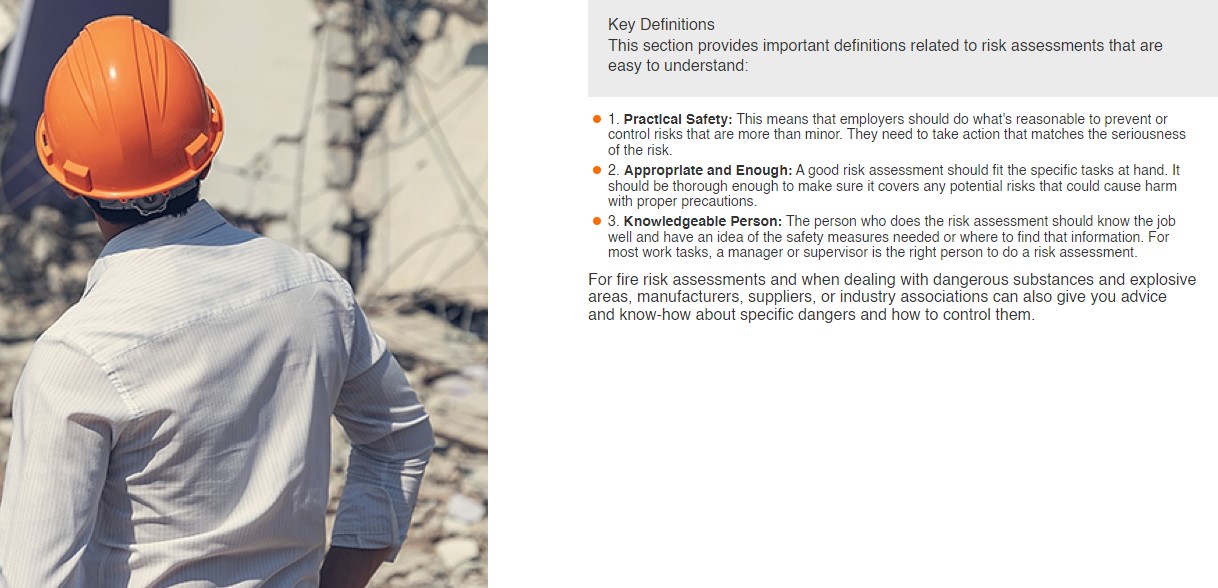 Key Definitions
This section provides important definitions related to risk assessments that are
easy to understand:
1. Practical Safety: This means that employers should do what's reasonable to prevent or
control risks that are more than minor. They need to take action that matches the seriousness
of the risk.
2. Appropriate and Enough: A good risk assessment should fit the specific tasks at hand. It
should be thorough enough to make sure it covers any potential risks that could cause harm
with proper precautions.
3. Knowledgeable Person: The person who does the risk assessment should know the job
well and have an idea of the safety measures needed or where to find that information. For
most work tasks, a manager or supervisor is the right person to do a risk assessment.
For fire risk assessments and when dealing with dangerous substances and explosive
areas, manufacturers, suppliers, or industry associations can also give you advice
and know-how about specific dangers and how to control them.